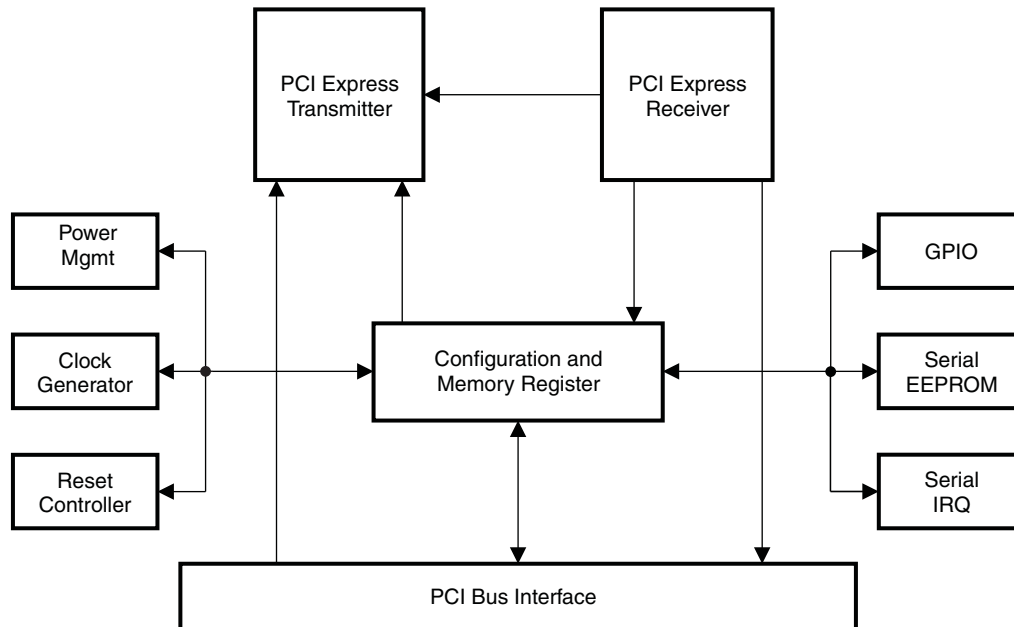 PCI Express
Transmitter
PCI Express
Receiver
Power
Mgmt
GPIO
Clock
Generator
Configuration and
Memory Register
Serial
EEPROM
Reset
Controller
Serial
IRQ
PCI Bus Interface